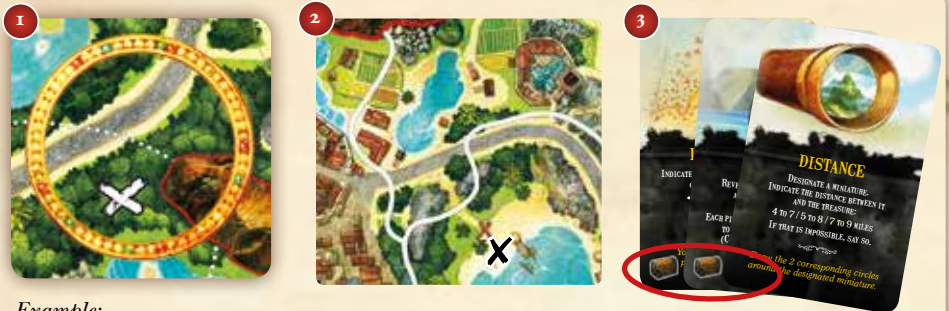 1
2
3
DISTANCE
DESIGNATE A MINIATURE.
INDICATE THE DISTANCE BETWEEN IT
AND THE TREASURE:
4 TO 7 / 5 TO 8 / 7 TO 9 MILES
IF THAT IS IMPOSSIBLE, SAY SO.
the 2 corresponding circles
around the designated miniature.
INDICATE
EACH
TO
Example: